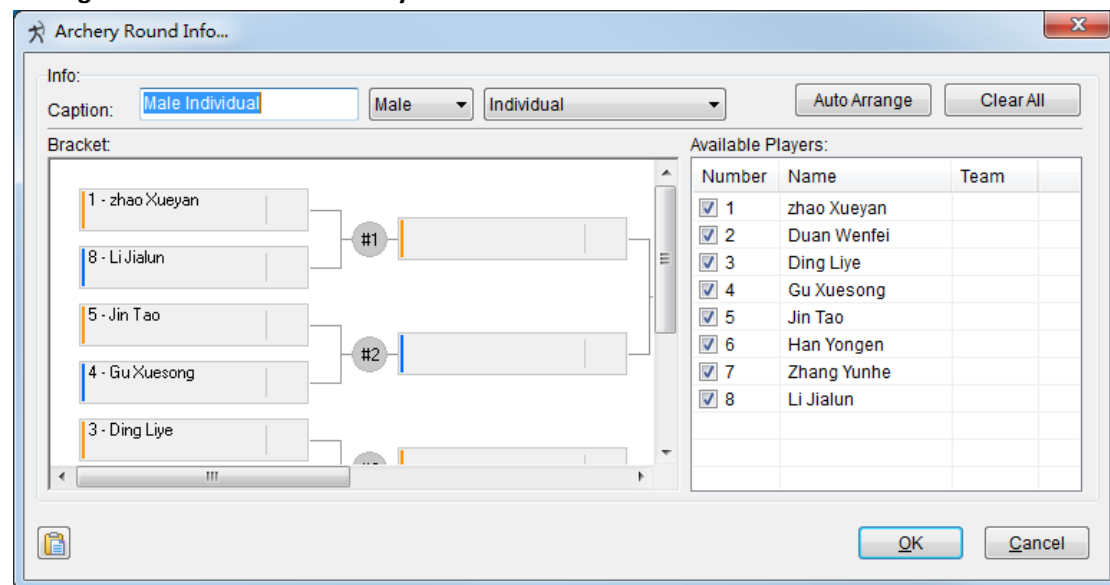 Archery Round Info...
Info:
Caption: Male Individual Male Individual Auto Arrange Clear All
Bracket:
1 - zhao Xueyan
8 - Li Jialun
#1
5 - Jin Tao
4 - Gu Xuesong
#2
3 - Ding Liye
Available Players:
Number Name Team
1 zhao Xueyan
2 Duan Wenfei
3 Ding Liye
4 Gu Xuesong
5 Jin Tao
6 Han Yongen
7 Zhang Yunhe
8 Li Jialun
OK Cancel